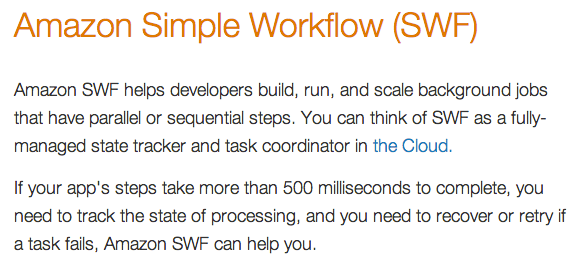 Amazon Simple Workflow (SWF)
Amazon SWF helps developers build, run, and scale background jobs
that have parallel or sequential steps. You can think of SWF as a fully-
managed state tracker and task coordinator in the Cloud.
If your app's steps take more than 500 milliseconds to complete, you
need to track the state of processing, and you need to recover or retry if
a task fails, Amazon SWF can help you.